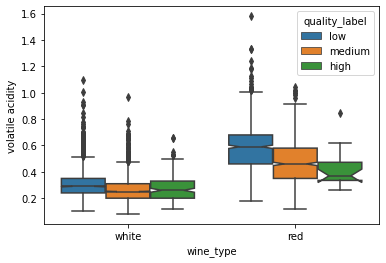 1.6
1.4
1.2
1.0
0.8
0.6
0.4
0.2
volatile acidity
quality_label
low
medium
high
white
red
wine_type